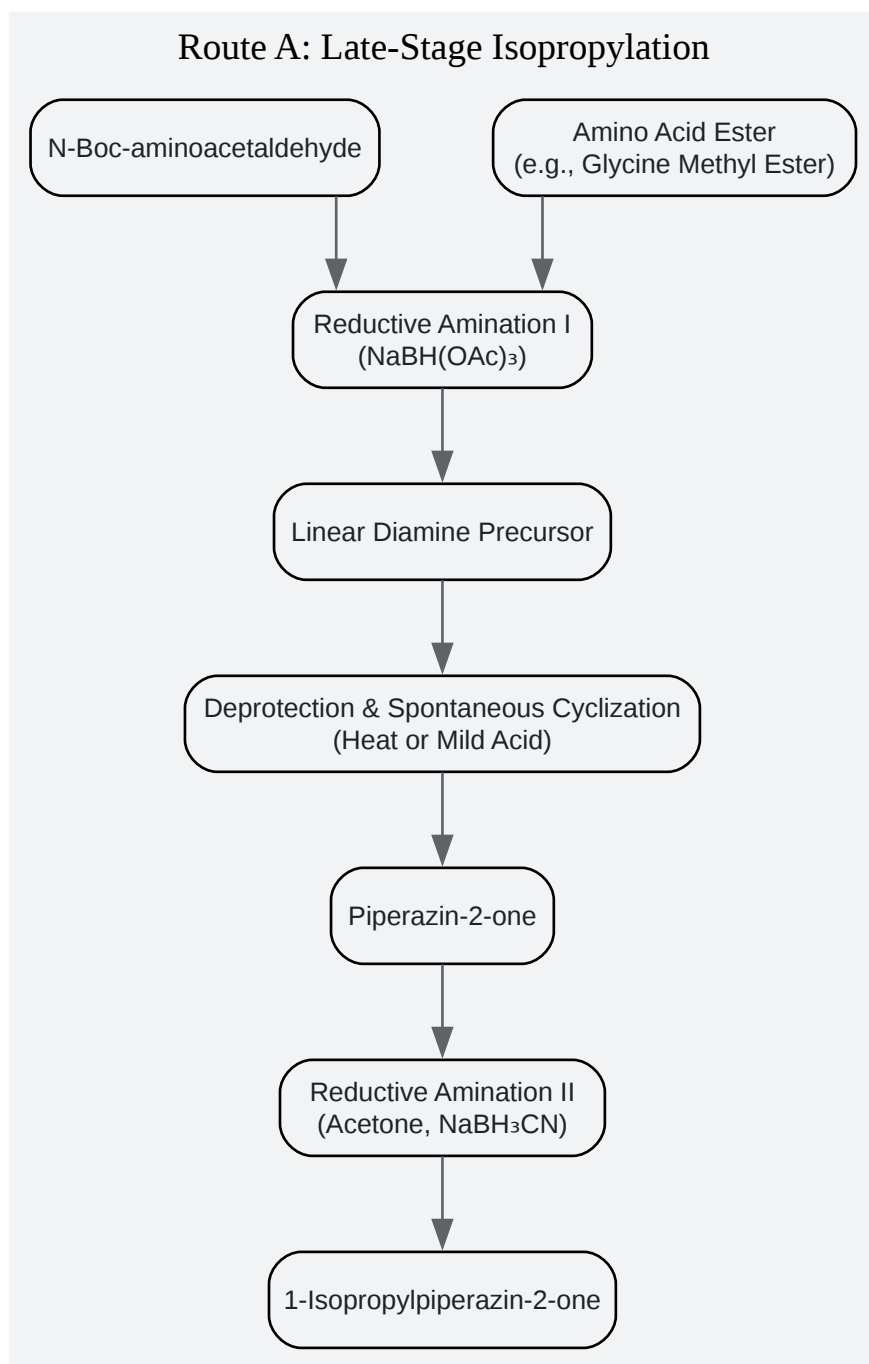 Route A: Late-Stage Isopropylation
N-Boc-aminoacetaldehyde
Amino Acid Ester
(e.g., Glycine Methyl Ester)
Reductive Amination I
(NaBH(OAc)₃)
Linear Diamine Precursor
Deprotection & Spontaneous Cyclization
(Heat or Mild Acid)
Piperazin-2-one
Reductive Amination II
(Acetone, NaBH₃CN)
1-Isopropylpiperazin-2-one